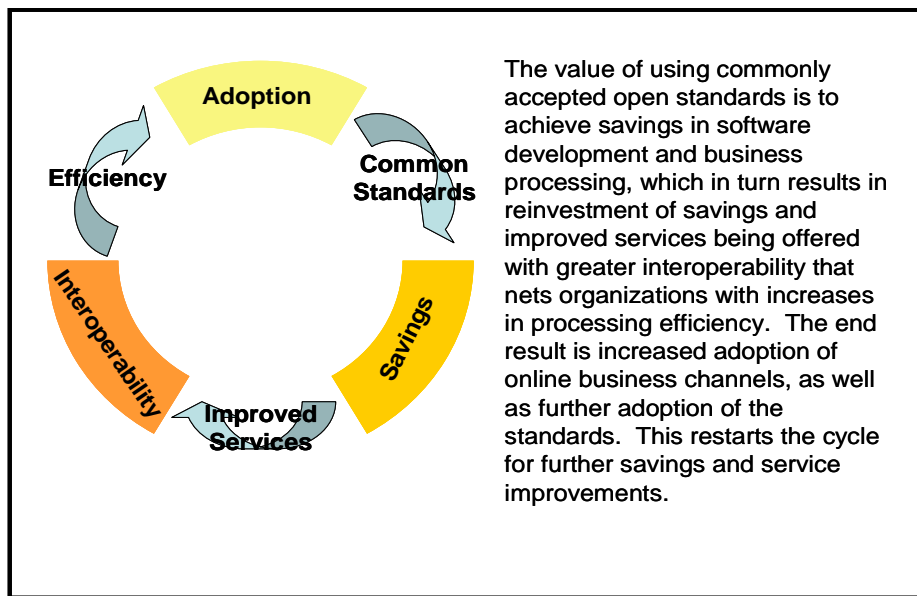 Adoption
Efficiency
Common
Standards
Interoperability
Savings
Improved
Services
The value of using commonly
accepted open standards is to
achieve savings in software
development and business
processing, which in turn results in
reinvestment of savings and
improved services being offered
with greater interoperability that
nets organizations with increases
in processing efficiency.  The end
result is increased adoption of
online business channels, as well
as further adoption of the
standards.  This restarts the cycle
for further savings and service
improvements.